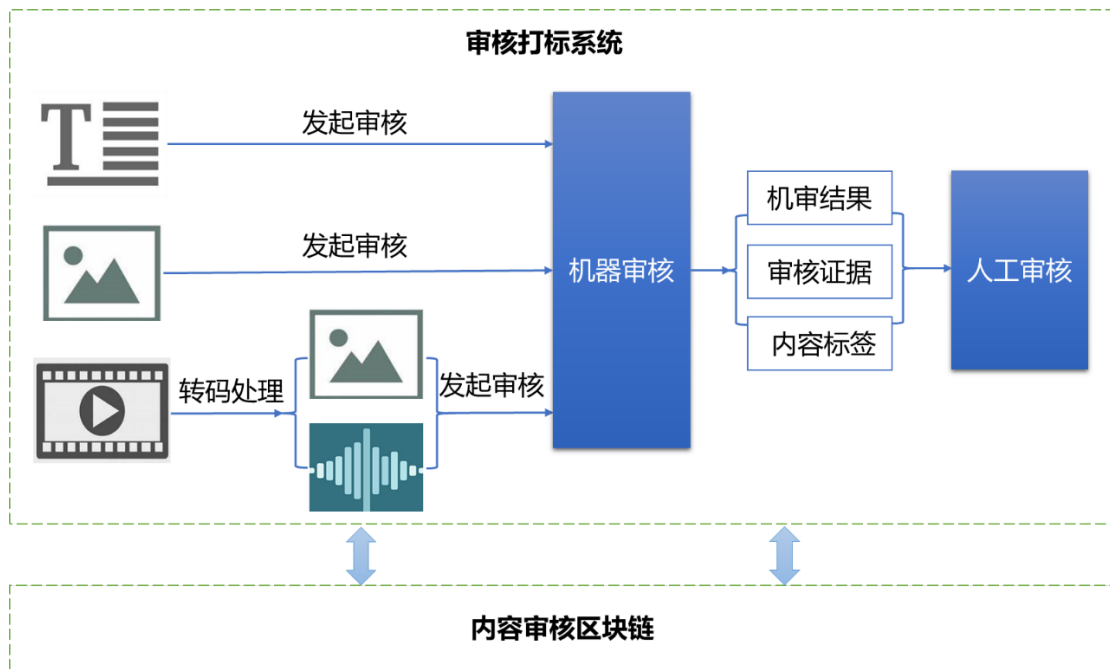 审核打标系统
T
发起审核
发起审核
转码处理
发起审核
机器审核
机审结果
审核证据
内容标签
人工审核
内容审核区块链